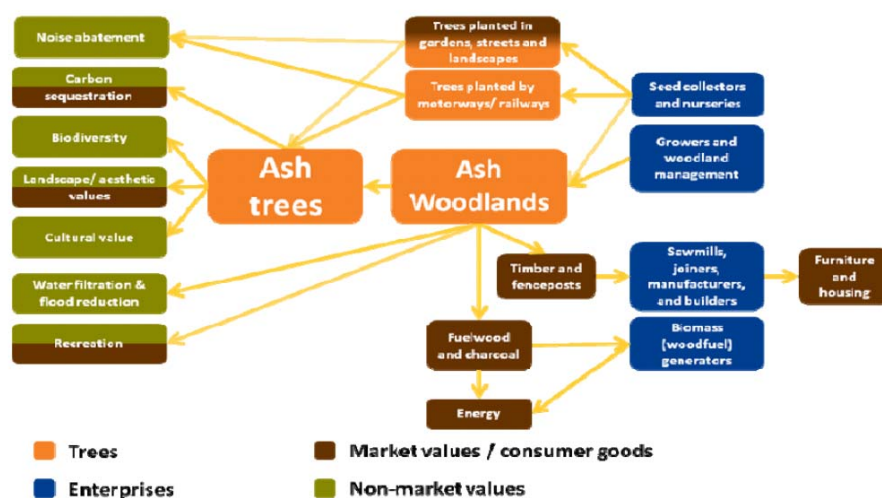 Noise abatement
Carbon
sequestration
Biodiversity
Landscape/ aesthetic
values
Cultural value
Water filtration &
flood reduction
Recreation
Trees planted in
gardens, streets and
landscapes
Trees planted by
motorways/ railways
Ash
trees
Ash
Woodlands
Seed collectors
and nurseries
Growers and
woodland
management
Timber and
fenceposts
Sawmills,
joiners,
manufacturers,
and builders
Furniture
and
housing
Fuelwood
and charcoal
Biomass
(woodfuel)
generators
Energy
Trees
Market values / consumer goods
Enterprises
Non-market values